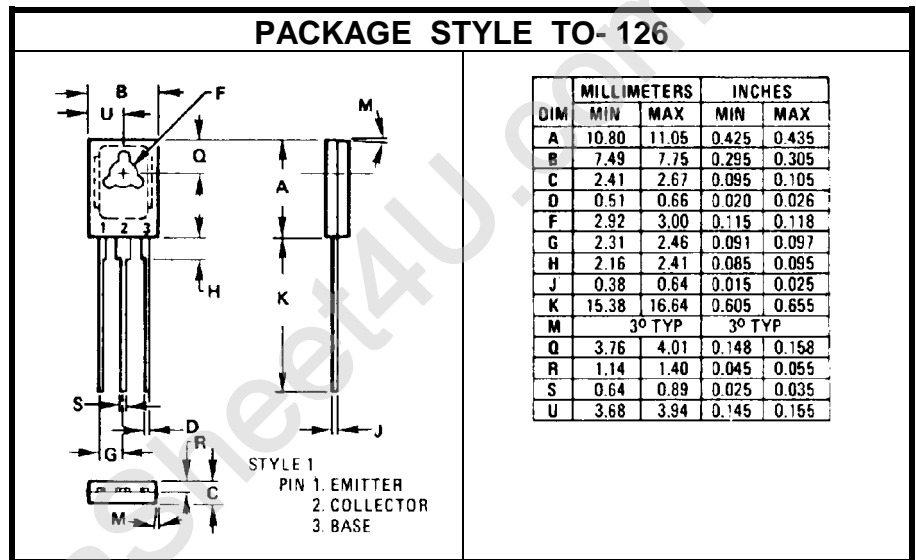 PACKAGE STYLE TO- 126
B
F
U
M
Q
A
1 2 3
H
K
S
D
J
R
G
C
M
STYLE 1
PIN 1. EMITTER
2. COLLECTOR
3. BASE
MILLIMETERS INCHES
DIM MIN MAX MIN MAX
A 10.80 11.05 0.425 0.435
B 7.49 7.75 0.295 0.305
C 2.41 2.67 0.095 0.105
D 0.51 0.66 0.020 0.026
F 2.92 3.00 0.115 0.118
G 2.31 2.46 0.091 0.097
H 2.16 2.41 0.085 0.095
J 0.38 0.64 0.015 0.025
K 15.38 16.64 0.605 0.655
M 3º TYP 3º TYP
Q 3.76 4.01 0.148 0.158
R 1.14 1.40 0.045 0.055
S 0.64 0.89 0.025 0.035
U 3.68 3.94 0.145 0.155
Sheet4U.com